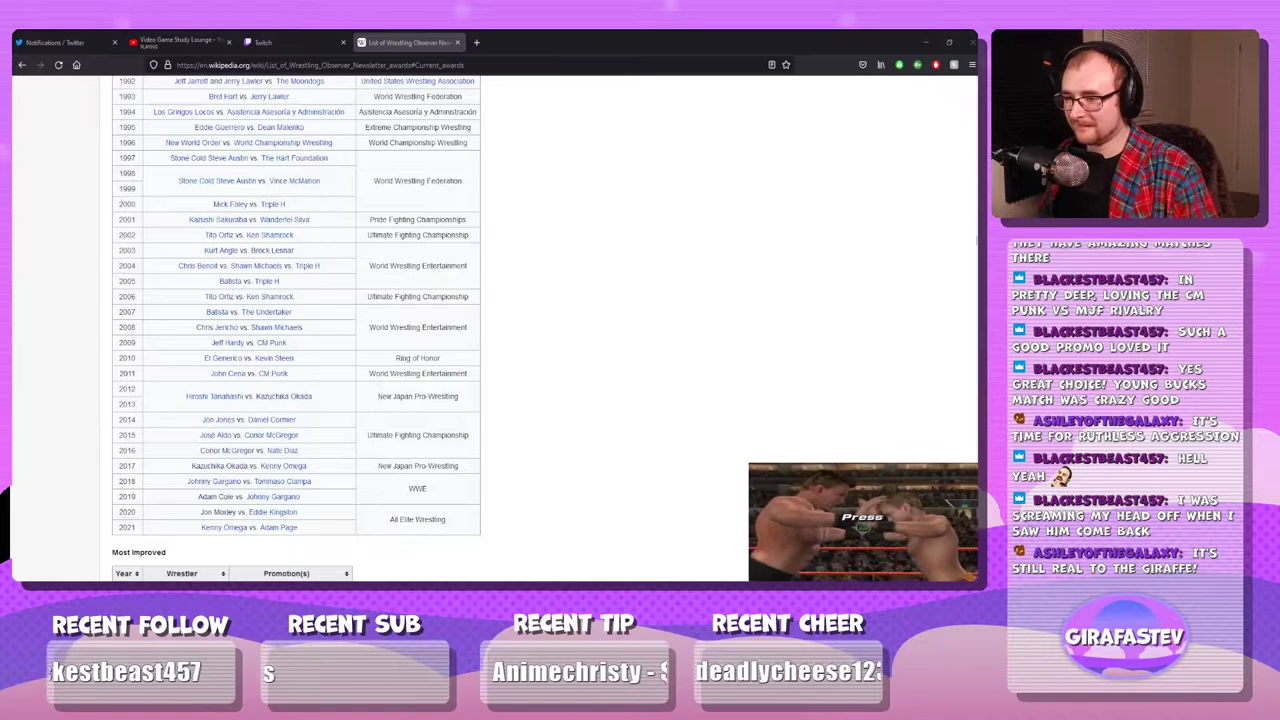 Notifications / Twitter
Video Game Study Lounge -
PLAYING
Twitch
List of Wrestling Observer New
https://en.wikipedia.org/wiki/List_of_Wrestling_Observer_Newsletter_awards#Current_awards
1992 Jeff Jarrett and Jerry Lawler vs. The Moondogs United States Wrestling Association
1993 Bret Hart vs. Jerry Lawler World Wrestling Federation
1994 Los Gringos Locos vs. Asistencia Asesoría y Administración Asistencia Asesoría y Administración
1995 Eddie Guerrero vs. Dean Malenko Extreme Championship Wrestling
1996 New World Order vs. World Championship Wrestling World Championship Wrestling
1997 Stone Cold Steve Austin vs. The Hart Foundation
1998
Stone Cold Steve Austin vs. Vince McMahon World Wrestling Federation
1999
2000 Mick Foley vs. Triple H
2001 Kazushi Sakuraba vs. Wanderlei Silva Pride Fighting Championships
2002 Tito Ortiz vs. Ken Shamrock Ultimate Fighting Championship
2003 Kurt Angle vs. Brock Lesnar
2004 Chris Benoit vs. Shawn Michaels vs. Triple H World Wrestling Entertainment
2005 Batista vs. Triple H
2006 Tito Ortiz vs. Ken Shamrock Ultimate Fighting Championship
2007 Batista vs. The Undertaker
2008 Chris Jericho vs. Shawn Michaels World Wrestling Entertainment
2009 Jeff Hardy vs. CM Punk
2010 El Generico vs. Kevin Steen Ring of Honor
2011 John Cena vs. CM Punk World Wrestling Entertainment
2012
Hiroshi Tanahashi vs. Kazuchika Okada New Japan Pro-Wrestling
2013
2014 Jon Jones vs. Daniel Cormier
2015 José Aldo vs. Conor McGregor Ultimate Fighting Championship
2016 Conor McGregor vs. Nate Diaz
2017 Kazuchika Okada vs. Kenny Omega New Japan Pro-Wrestling
2018 Johnny Gargano vs. Tommaso Ciampa
WWE
2019 Adam Cole vs. Johnny Gargano
2020 Jon Moxley vs. Eddie Kingston
All Elite Wrestling
2021 Kenny Omega vs. Adam Page
Most Improved
Year Wrestler Promotion(s)
Press
THEY HAVE AMAZING MATCHES
THERE
BLACKESTBEAST457: IN
PRETTY DEEP, LOVING THE CM
PUNK VS MJF RIVALRY
BLACKESTBEAST457: SUCH A
GOOD PROMO LOVED IT
BLACKESTBEAST457: YES
GREAT CHOICE! YOUNG BUCKS
MATCH WAS CRAZY GOOD
ASHLEYOFTHEGALAXY: IT'S
TIME FOR RUTHLESS AGGRESSION
BLACKESTBEAST457: HELL
YEAH
BLACKESTBEAST457: I WAS
SCREAMING MY HEAD OFF WHEN I
SAW HIM COME BACK
ASHLEYOFTHEGALAXY: IT'S
STILL REAL TO THE GIRAFFE!
GIRAFASTEV
RECENT FOLLOW
kestbeast457
RECENT SUB
s
RECENT TIP
Animechristy -
RECENT CHEER
deadlycheese12